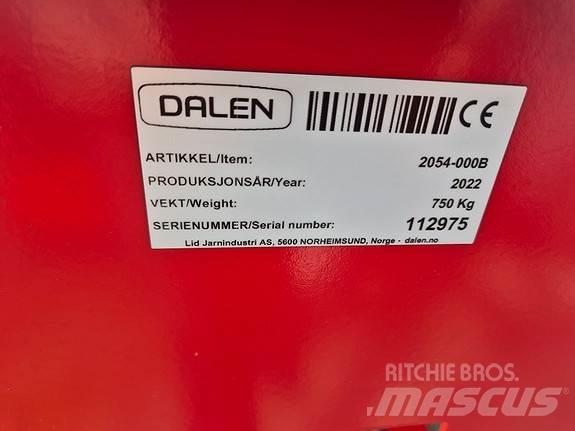 DALEN
CE
ARTIKKEL/Item: 2054-000B
PRODUKSJONSÅR/Year: 2022
VEKT/Weight: 750 Kg
SERIENUMMER/Serial number: 112975
Lid Jarnindustri AS, 5600 NORHEIMSUND, Norge - dalen.no
RITCHIE BROS.
MASCUS